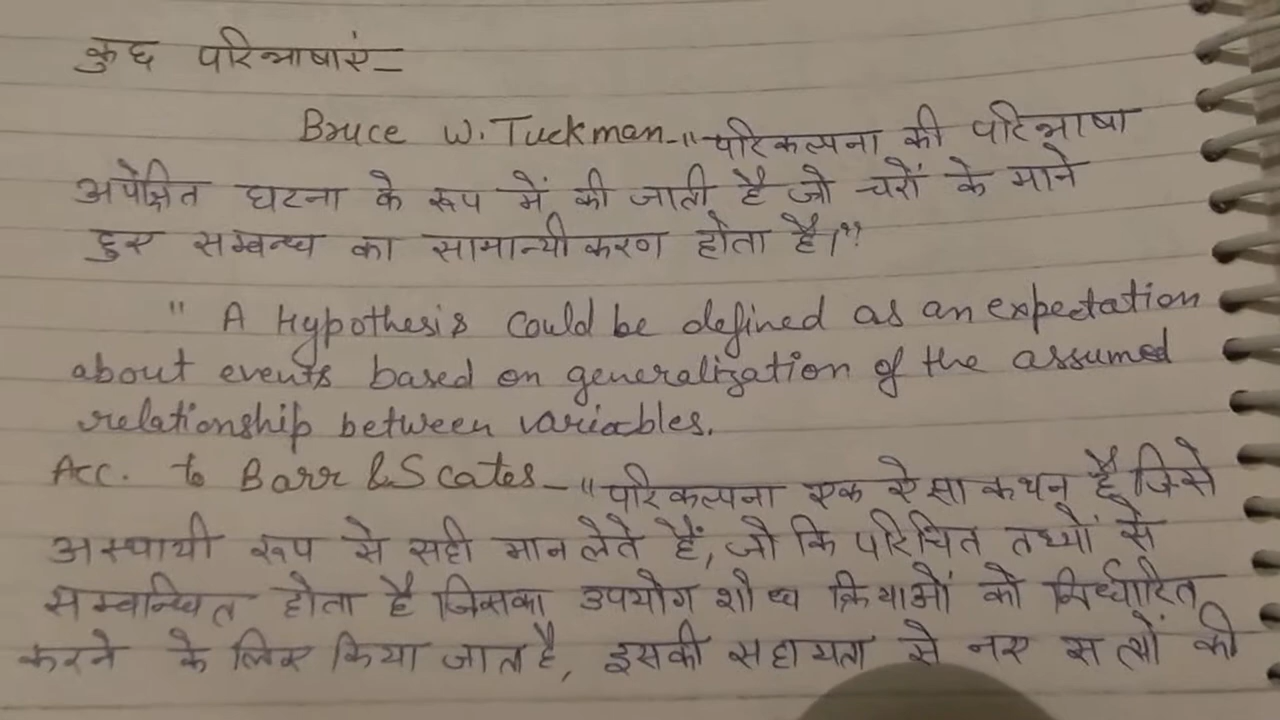 कुछ परिभाषाएं–
Bruce W. Tuckman–"परिकल्पना की परिभाषा
अपेक्षित घटना के रूप में की जाती है जो चरों के माने
हुए सम्बन्ध का सामान्यीकरण होता है।"
" A Hypothesis could be defined as an expectation
about events based on generalization of the assumed
relationship between variables.
Acc. to Barr & Scates–"परिकल्पना एक ऐसा कथन है जिसे
अस्थायी रूप से सही मान लेते हैं, जो कि परिचित तथ्यों से
सम्बन्धित होता है जिसका उपयोग शोध क्रियाओं को निर्धारित
करने के लिए किया जाता है, इसकी सहायता से नए सत्यों की